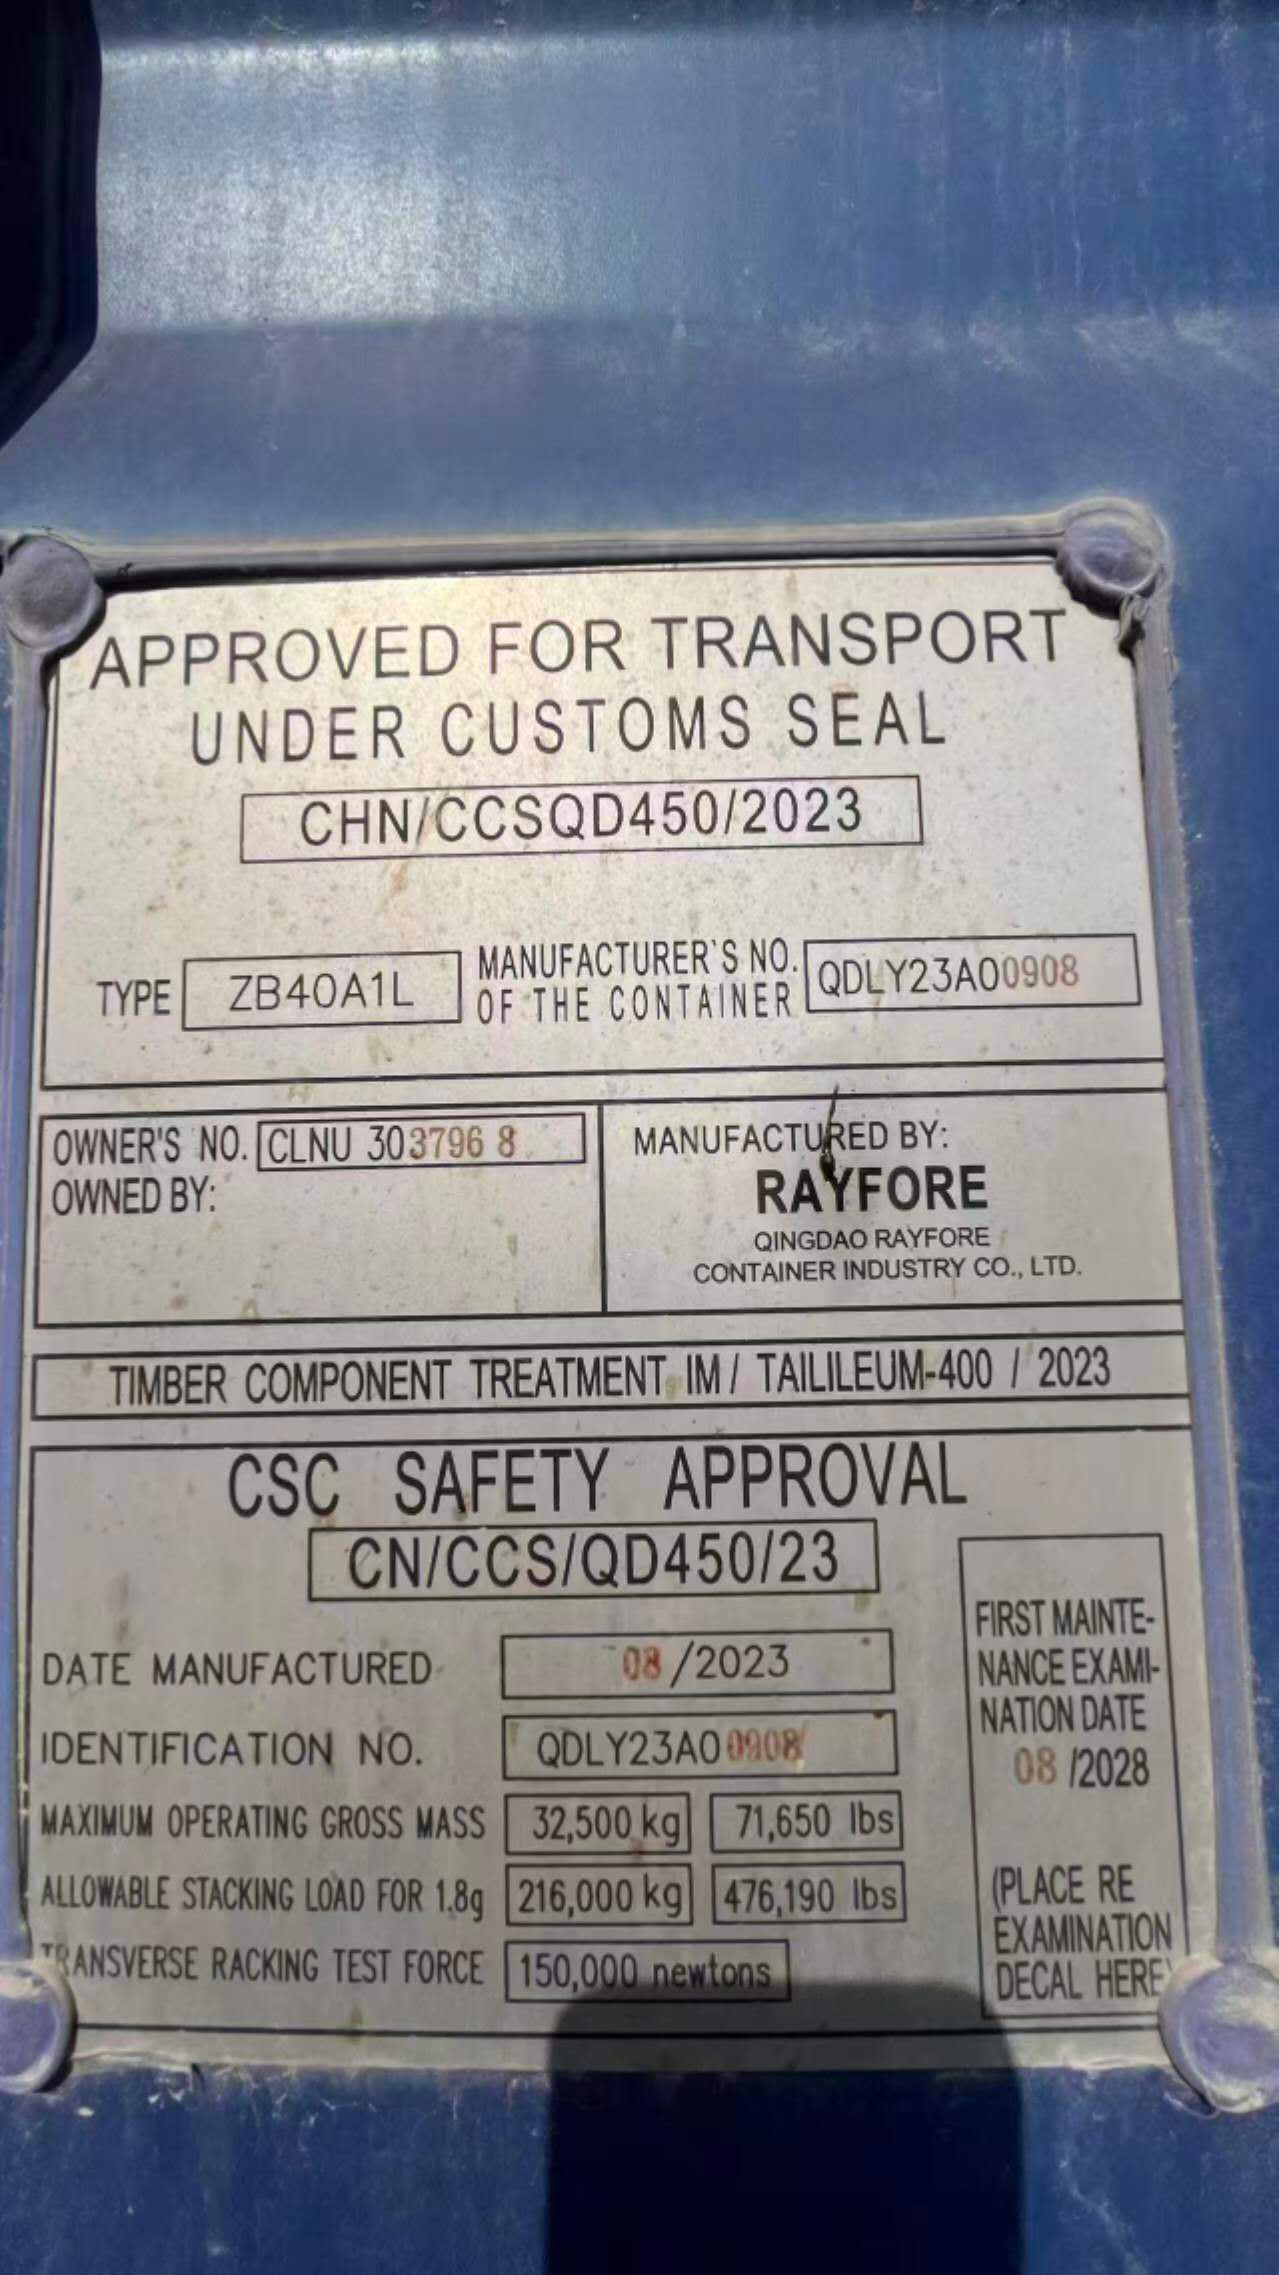 APPROVED FOR TRANSPORT
UNDER CUSTOMS SEAL
CHN/CCSQD450/2023
TYPE ZB40A1L MANUFACTURER'S NO. OF THE CONTAINER QDLY23A00908
OWNER'S NO. CLNU 303796 8
OWNED BY:
MANUFACTURED BY:
RAYFORE
QINGDAO RAYFORE
CONTAINER INDUSTRY CO., LTD.
TIMBER COMPONENT TREATMENT IM / TAILILEUM-400 / 2023
CSC SAFETY APPROVAL
CN/CCS/QD450/23
DATE MANUFACTURED 08/2023
IDENTIFICATION NO. QDLY23A00908
MAXIMUM OPERATING GROSS MASS 32,500 kg 71,650 lbs
ALLOWABLE STACKING LOAD FOR 1.8g 216,000 kg 476,190 lbs
TRANSVERSE RACKING TEST FORCE 150,000 newtons
FIRST MAINTE-
NANCE EXAMI-
NATION DATE
08 /2028
(PLACE RE
EXAMINATION
DECAL HERE)